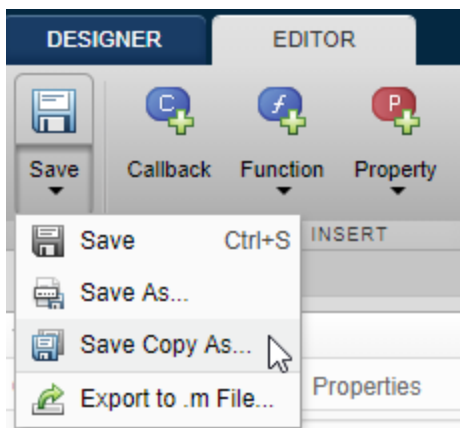 DESIGNER EDITOR
C f P
Save Callback Function Property
Save Ctrl+S INSERT
Save As...
Save Copy As...
Export to .m File... Properties